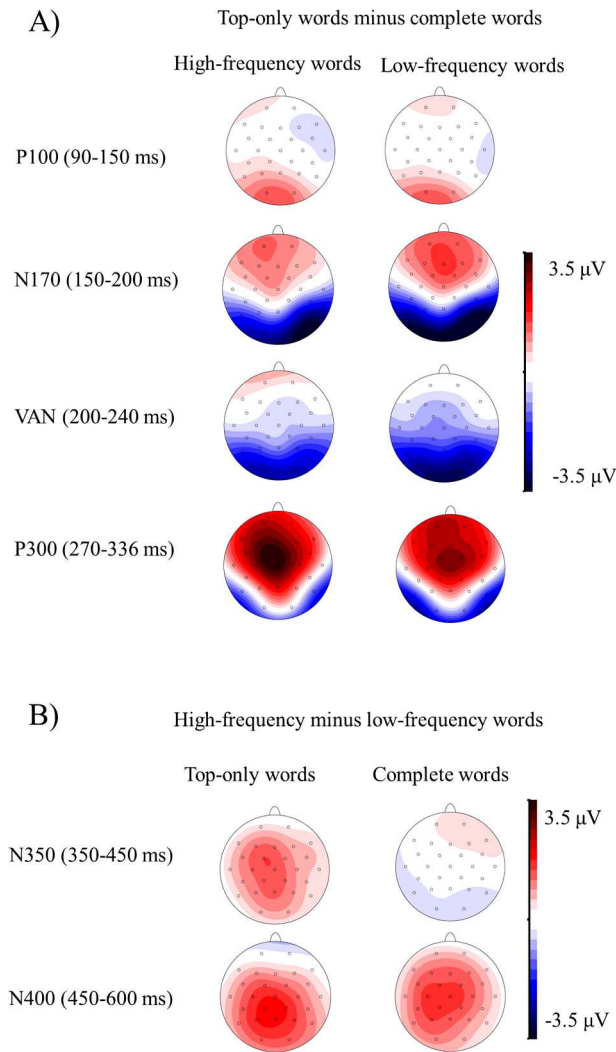 A)
Top-only words minus complete words
High-frequency words
Low-frequency words
P100 (90-150 ms)
N170 (150-200 ms)
3.5 µV
VAN (200-240 ms)
-3.5 µV
P300 (270-336 ms)
B)
High-frequency minus low-frequency words
Top-only words
Complete words
3.5 µV
N350 (350-450 ms)
N400 (450-600 ms)
-3.5 µV